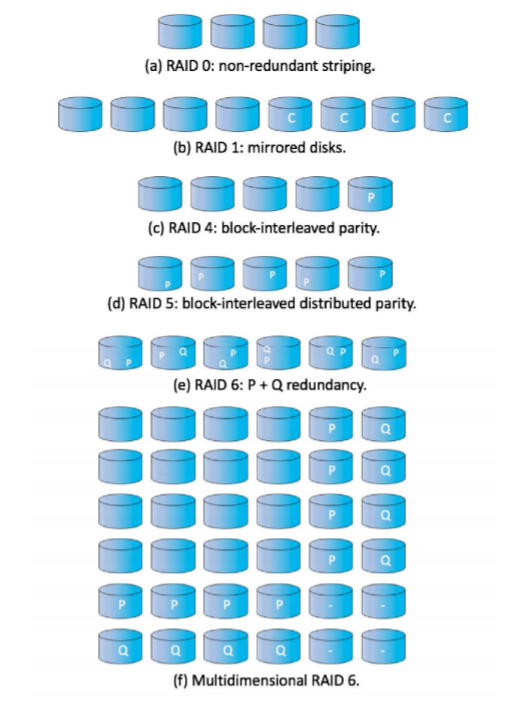 (a) RAID 0: non-redundant striping.
C C C C
(b) RAID 1: mirrored disks.
P
(c) RAID 4: block-interleaved parity.
P P P P P
(d) RAID 5: block-interleaved distributed parity.
Q P P Q Q P Q P Q P Q P
(e) RAID 6: P + Q redundancy.
P Q
P Q
P Q
P Q
P P P P - -
Q Q Q Q - -
(f) Multidimensional RAID 6.